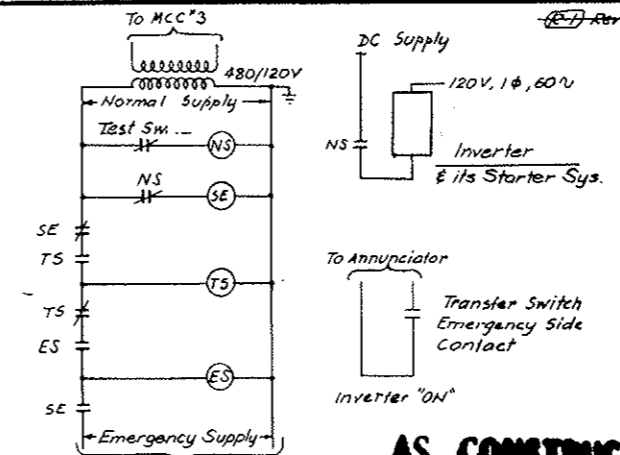 To MCC#3
480/120V
Normal Supply
Test Sw.
NS
NS
SE
SE
TS
TS
TS
ES
ES
SE
Emergency Supply
DC Supply
120V, 1ϕ, 60~
NS
Inverter
& its Starter Sys.
To Annunciator
Transfer Switch
Emergency Side
Contact
Inverter "ON"
AS CONSTRUC